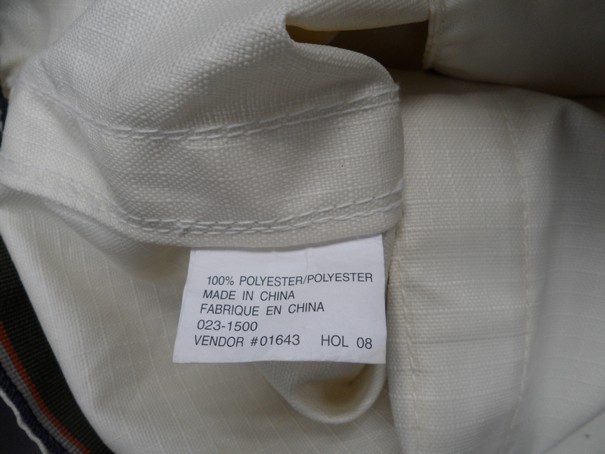 100% POLYESTER/POLYESTER
MADE IN CHINA
FABRIQUE EN CHINA
023-1500
VENDOR #01643 HOL 08